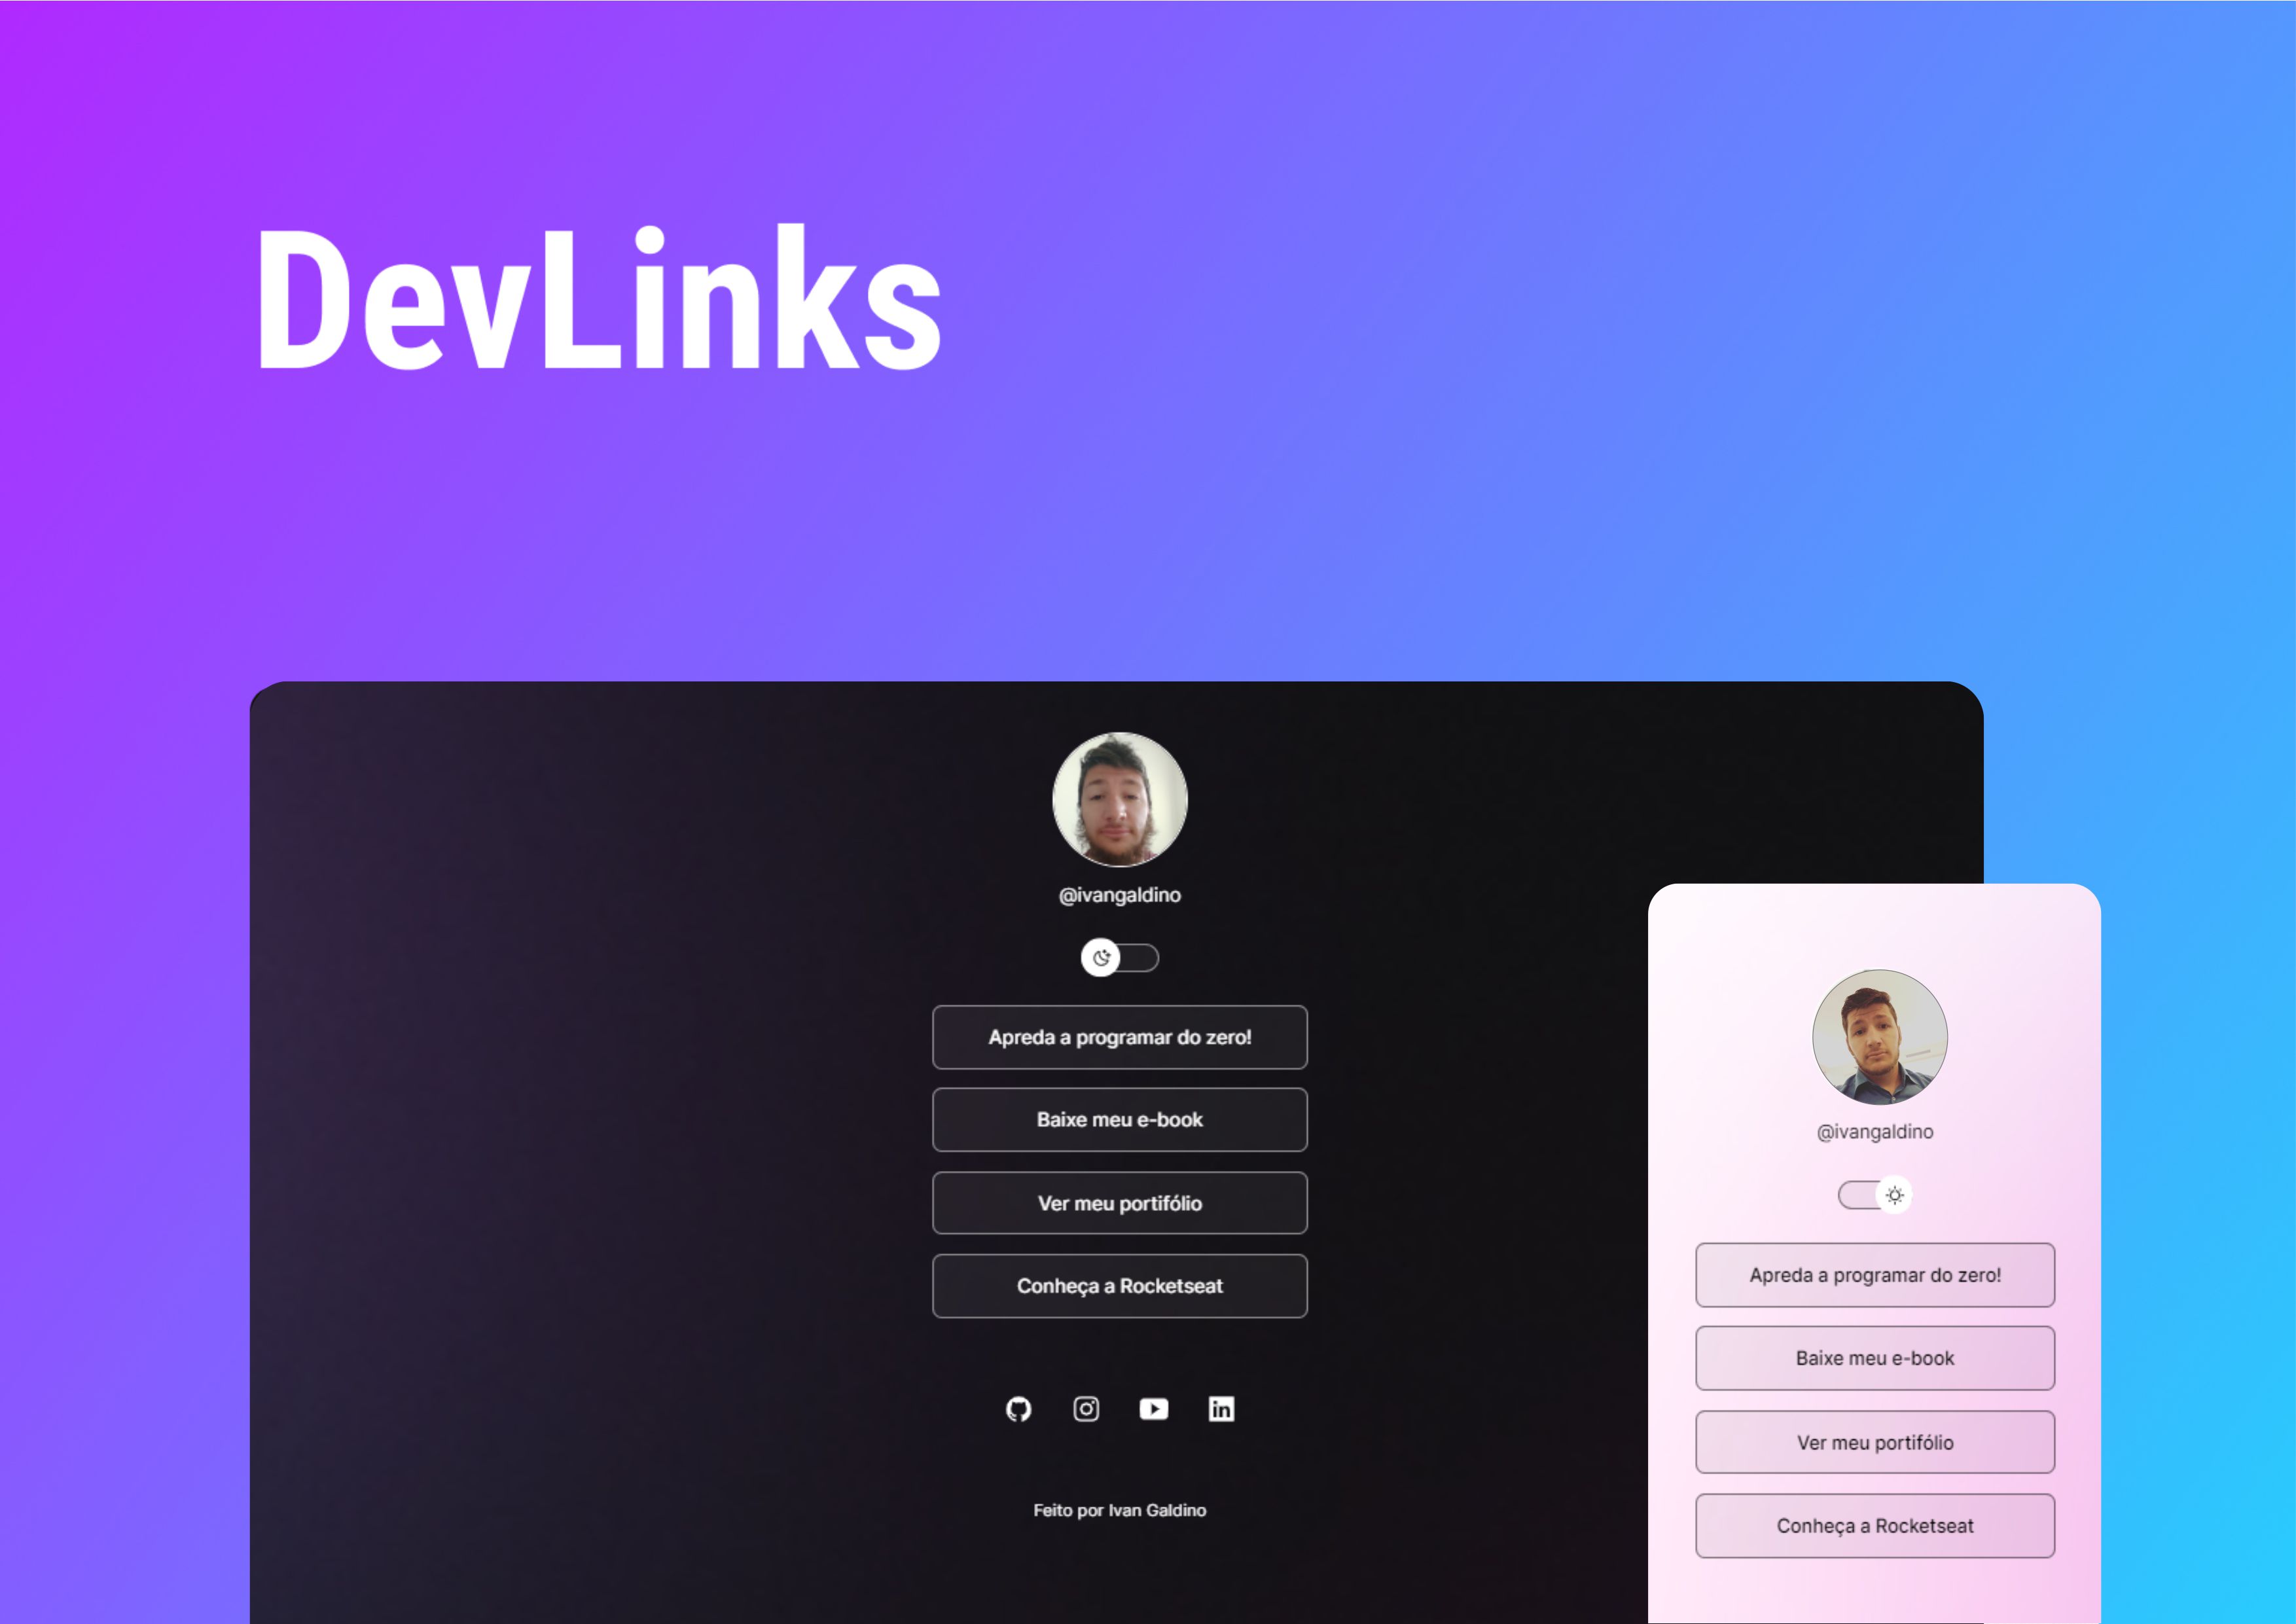 DevLinks
@ivangaldino
Apreda a programar do zero!
Baixe meu e-book
Ver meu portifólio
Conheça a Rocketseat
in
Feito por Ivan Galdino
@ivangaldino
Apreda a programar do zero!
Baixe meu e-book
Ver meu portifólio
Conheça a Rocketseat